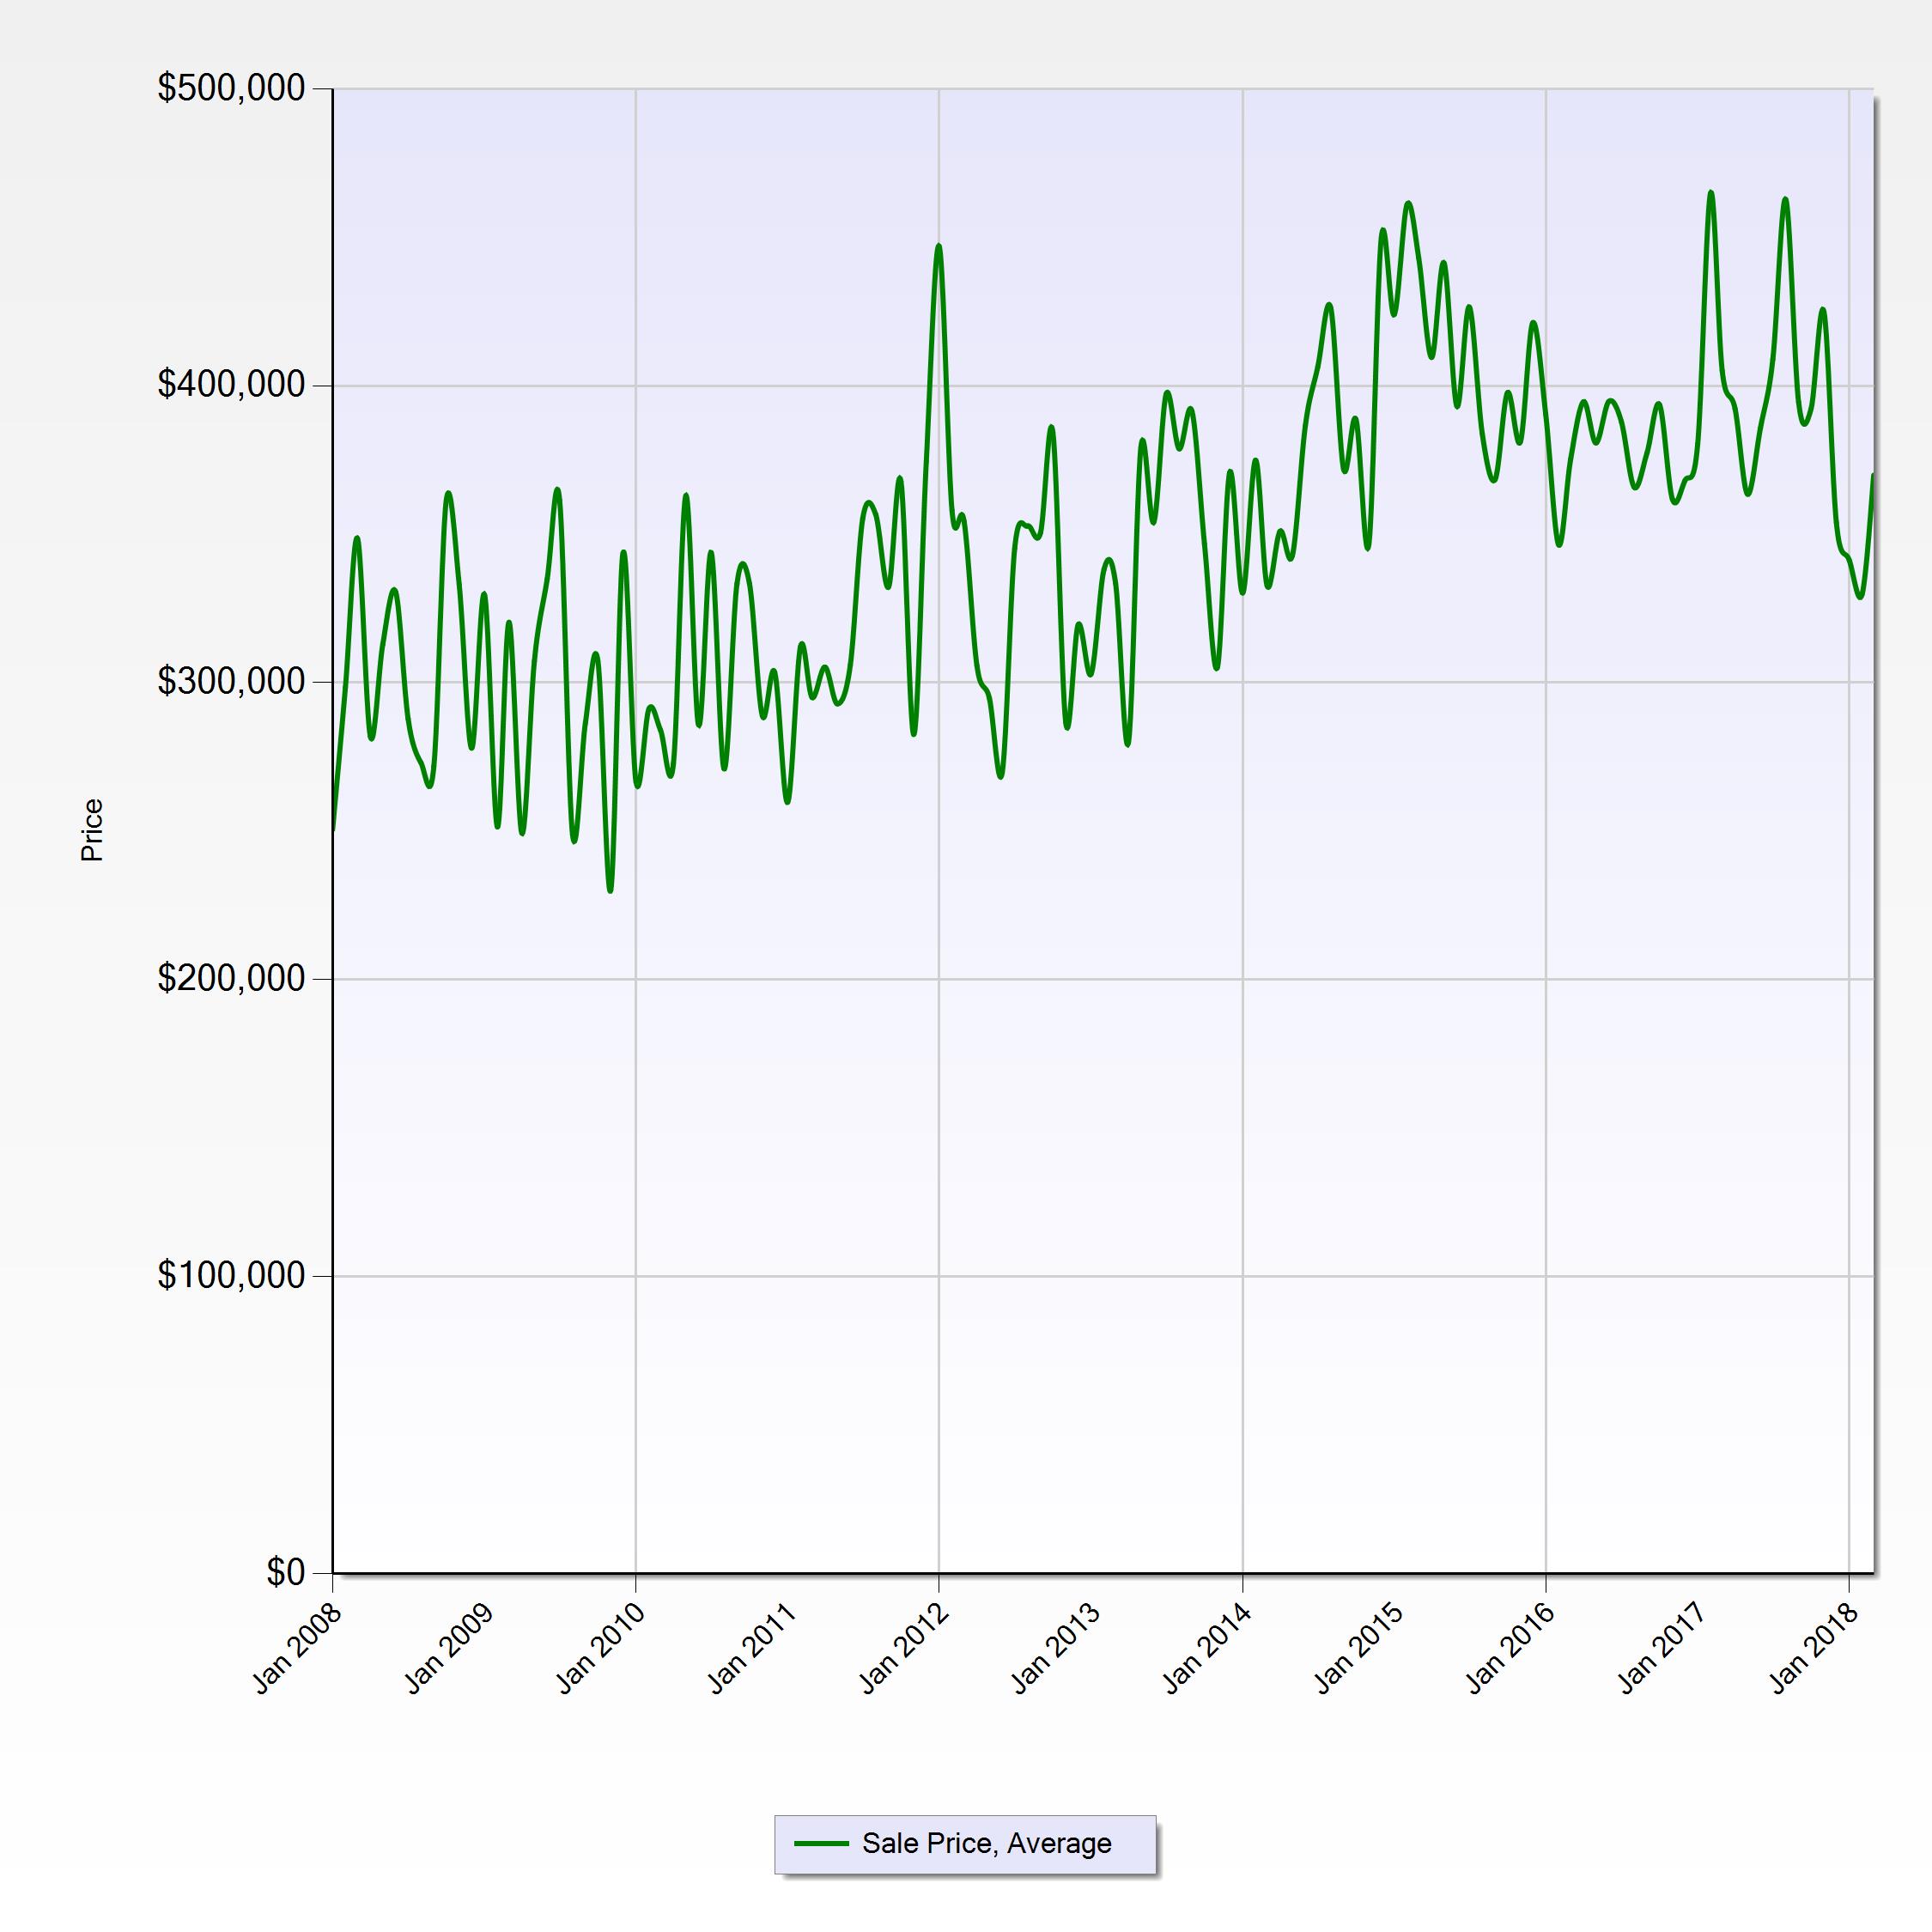 $500,000
$400,000
$300,000
$200,000
$100,000
$0
Price
Jan 2008
Jan 2009
Jan 2010
Jan 2011
Jan 2012
Jan 2013
Jan 2014
Jan 2015
Jan 2016
Jan 2017
Jan 2018
Sale Price, Average